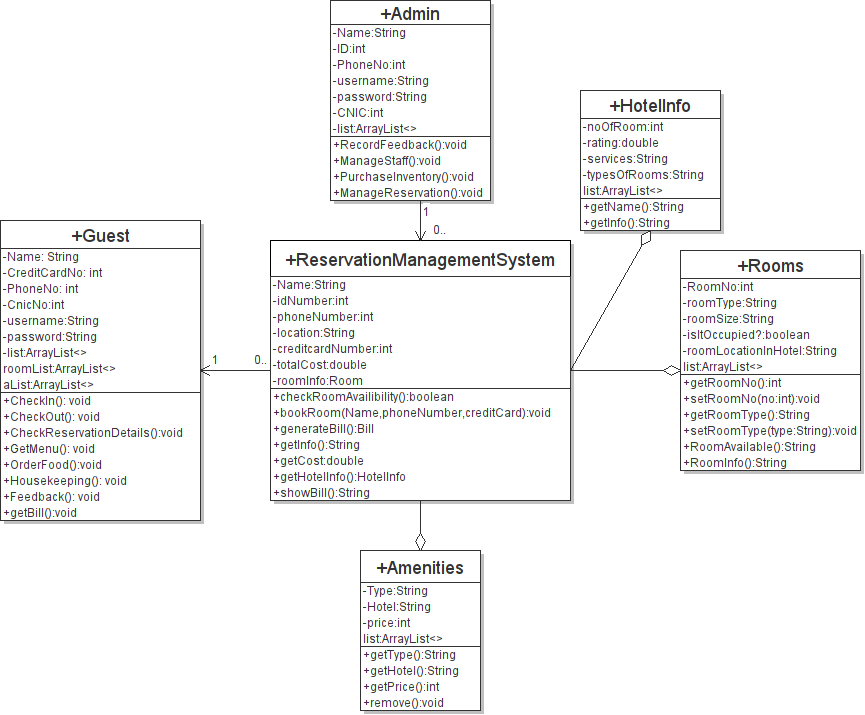 +Admin
-Name:String
-ID:int
-PhoneNo:int
-username:String
-password:String
-CNIC:int
-list:ArrayList<>
+RecordFeedback():void
+ManageStaff():void
+PurchaseInventory():void
+ManageReservation():void
1
0..
+HotelInfo
-noOfRoom:int
-rating:double
-services:String
-typesOfRooms:String
list:ArrayList<>
+getName():String
+getInfo():String
+Guest
-Name: String
-CreditCardNo: int
-PhoneNo: int
-CnicNo:int
-username:String
-password:String
-list:ArrayList<>
roomList:ArrayList<>
aList:ArrayList<>
+CheckIn(): void
+CheckOut(): void
+CheckReservationDetails():void
+GetMenu(): void
+OrderFood():void
+Housekeeping(): void
+Feedback(): void
+getBill():void
1
0..
+ReservationManagementSystem
-Name:String
-idNumber:int
-phoneNumber:int
-location:String
-creditcardNumber:int
-totalCost:double
-roomInfo:Room
+checkRoomAvailibility():boolean
+bookRoom(Name,phoneNumber,creditCard):void
+generateBill():Bill
+getInfo():String
+getCost:double
+getHotelInfo():HotelInfo
+showBill():String
+Rooms
-RoomNo:int
-roomType:String
-roomSize:String
-isItOccupied?:boolean
-roomLocationInHotel:String
list:ArrayList<>
+getRoomNo():int
+setRoomNo(no:int):void
+getRoomType():String
+setRoomType(type:String):void
+RoomAvailable():String
+RoomInfo():String
+Amenities
-Type:String
-Hotel:String
-price:int
list:ArrayList<>
+getType():String
+getHotel():String
+getPrice():int
+remove():void